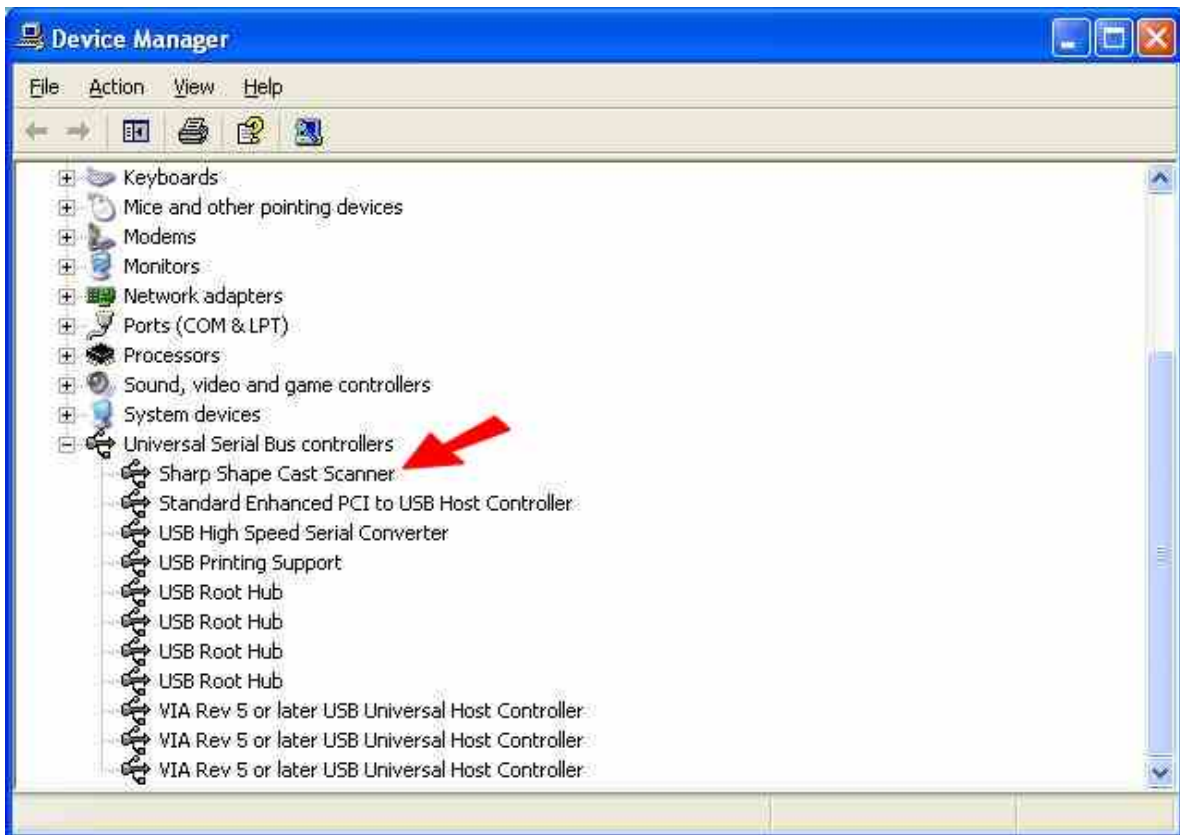 Device Manager
File Action View Help
Keyboards
Mice and other pointing devices
Modems
Monitors
Network adapters
Ports (COM & LPT)
Processors
Sound, video and game controllers
System devices
Universal Serial Bus controllers
Sharp Shape Cast Scanner
Standard Enhanced PCI to USB Host Controller
USB High Speed Serial Converter
USB Printing Support
USB Root Hub
USB Root Hub
USB Root Hub
USB Root Hub
VIA Rev 5 or later USB Universal Host Controller
VIA Rev 5 or later USB Universal Host Controller
VIA Rev 5 or later USB Universal Host Controller